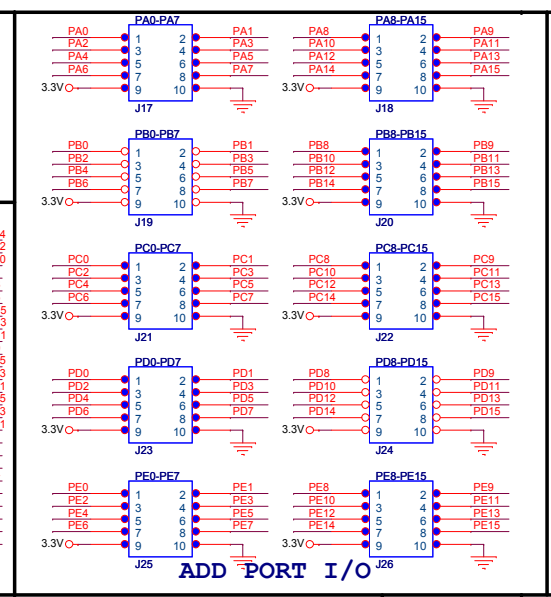 PA0-PA7 PA8-PA15
PA0 1 2 PA1 PA8 1 2 PA9
PA2 3 4 PA3 PA10 3 4 PA11
PA4 5 6 PA5 PA12 5 6 PA13
PA6 7 8 PA7 PA14 7 8 PA15
3.3V 9 10 3.3V 9 10
J17 J18
PB0-PB7 PB8-PB15
PB0 1 2 PB1 PB8 1 2 PB9
PB2 3 4 PB3 PB10 3 4 PB11
PB4 5 6 PB5 PB12 5 6 PB13
PB6 7 8 PB7 PB14 7 8 PB15
3.3V 9 10 3.3V 9 10
J19 J20
PC0-PC7 PC8-PC15
PC0 1 2 PC1 PC8 1 2 PC9
PC2 3 4 PC3 PC10 3 4 PC11
PC4 5 6 PC5 PC12 5 6 PC13
PC6 7 8 PC7 PC14 7 8 PC15
3.3V 9 10 3.3V 9 10
J21 J22
PD0-PD7 PD8-PD15
PD0 1 2 PD1 PD8 1 2 PD9
PD2 3 4 PD3 PD10 3 4 PD11
PD4 5 6 PD5 PD12 5 6 PD13
PD6 7 8 PD7 PD14 7 8 PD15
3.3V 9 10 3.3V 9 10
J23 J24
PE0-PE7 PE8-PE15
PE0 1 2 PE1 PE8 1 2 PE9
PE2 3 4 PE3 PE10 3 4 PE11
PE4 5 6 PE5 PE12 5 6 PE13
PE6 7 8 PE7 PE14 7 8 PE15
3.3V 9 10 3.3V 9 10
J25 J26
ADD PORT I/O